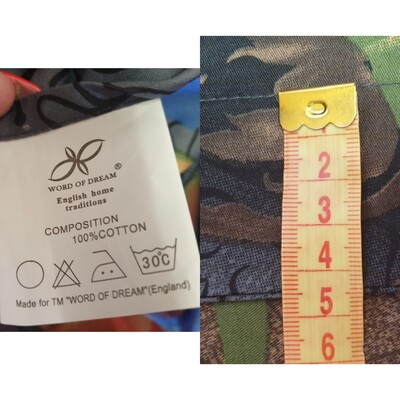 WORD OF DREAM ®
English home
traditions
COMPOSITION
100%COTTON
30°C
Made for TM "WORD OF DREAM"(England)
2
3
4
5
6